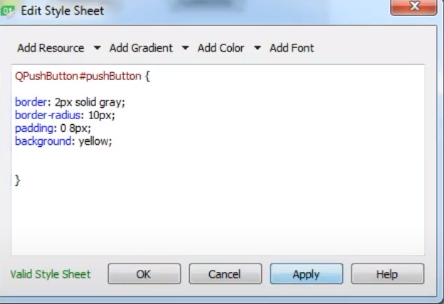 Edit Style Sheet
Add Resource Add Gradient Add Color Add Font
QPushButton#pushButton {
border: 2px solid gray;
border-radius: 10px;
padding: 0 8px;
background: yellow;
}
Valid Style Sheet OK Cancel Apply Help